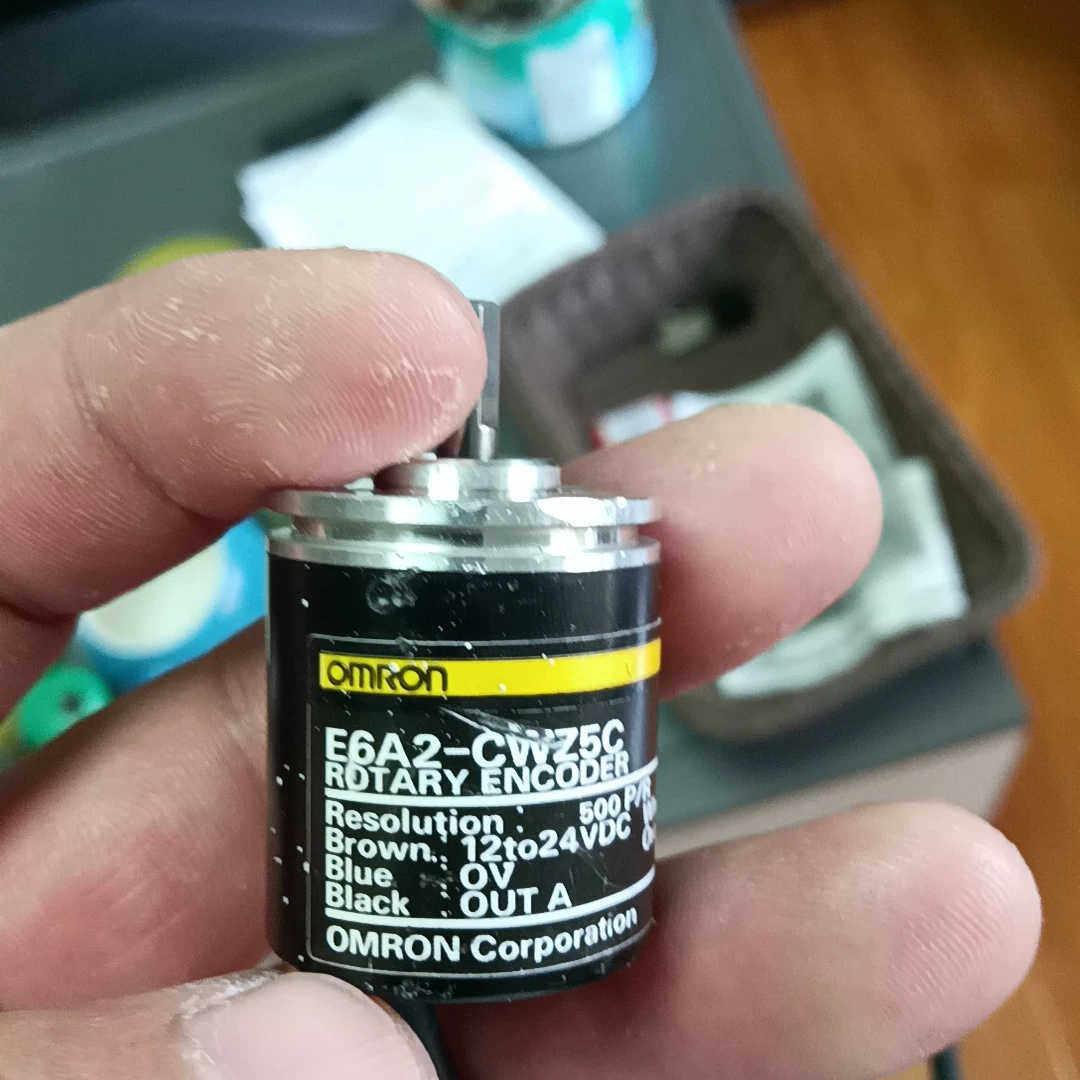 OMRON
E6A2-CWZ5C
ROTARY ENCODER
Resolution : 500 P/R
Brown : 12to24VDC
Blue : 0V
Black : OUT A
OMRON Corporation